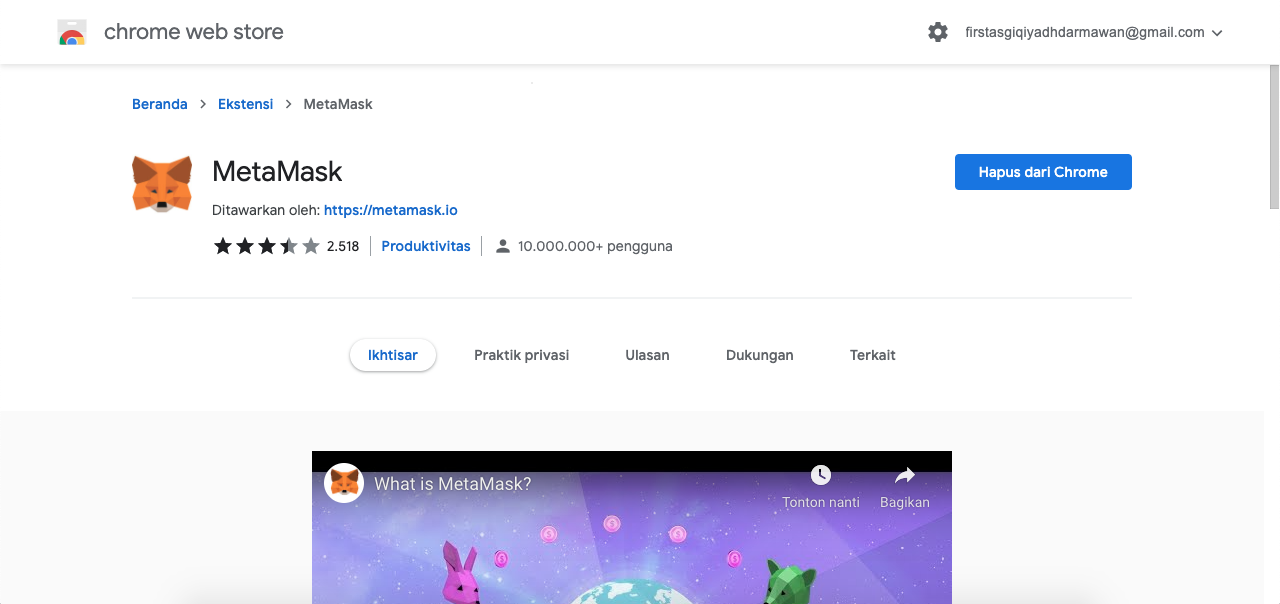 chrome web store
firstasgiqiyadhdarmawan@gmail.com
Beranda > Ekstensi > MetaMask
MetaMask
Hapus dari Chrome
Ditawarkan oleh: https://metamask.io
2.518 Produktivitas 10.000.000+ pengguna
Ikhtisar Praktik privasi Ulasan Dukungan Terkait
What is MetaMask?
Tonton nanti Bagikan